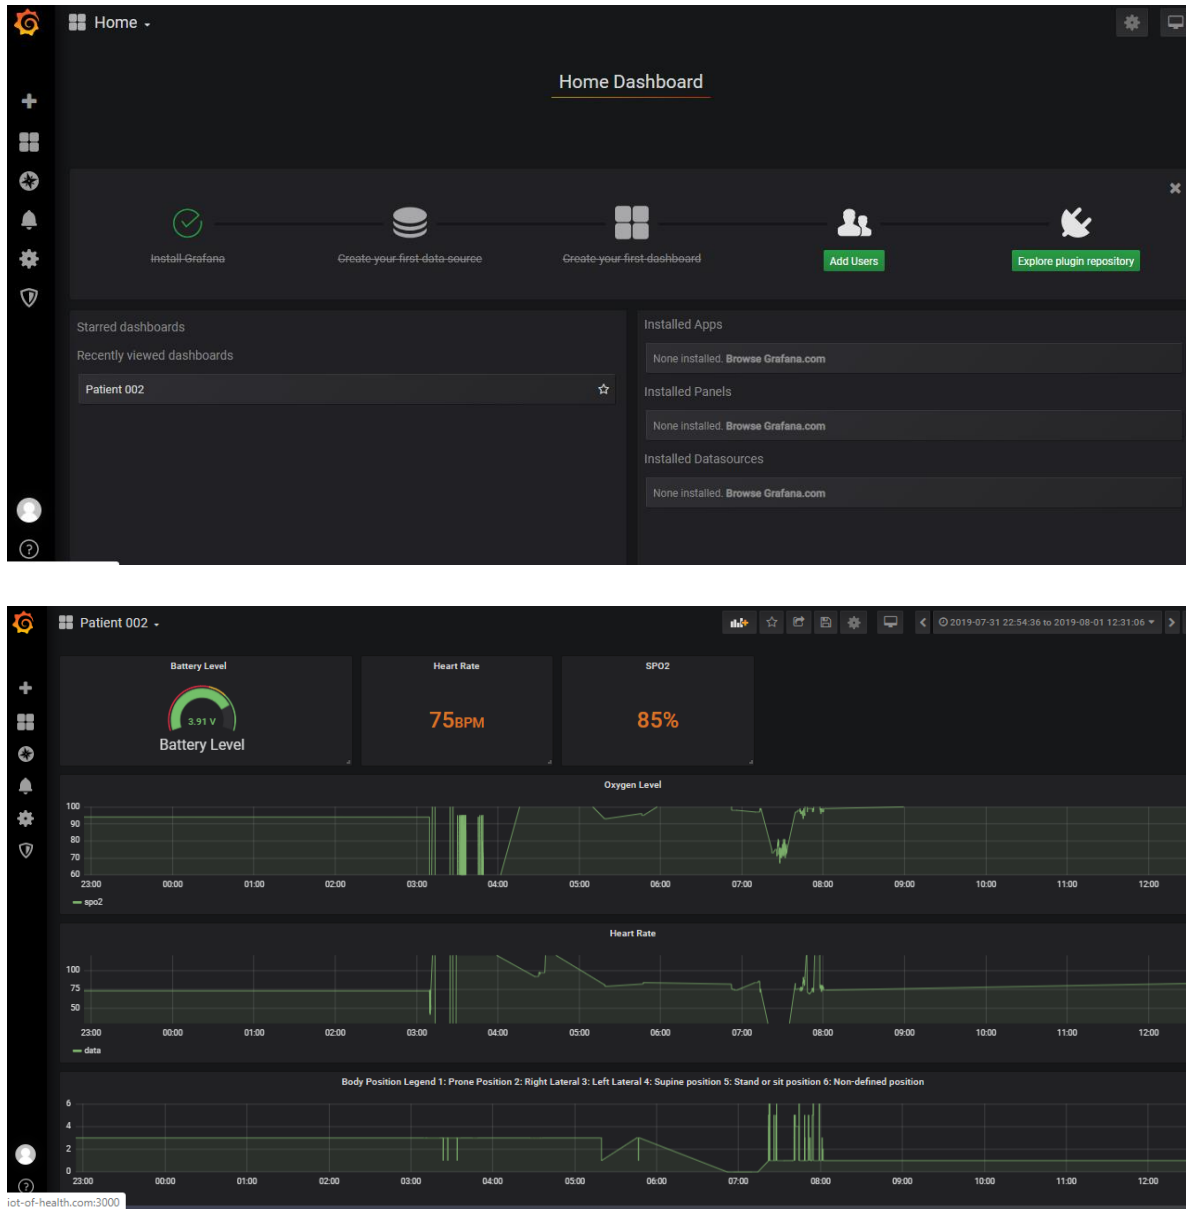 Home
Home Dashboard
Install Grafana
Create your first data source
Create your first dashboard
Add Users
Explore plugin repository
Starred dashboards
Recently viewed dashboards
Patient 002
Installed Apps
None installed. Browse Grafana.com
Installed Panels
None installed. Browse Grafana.com
Installed Datasources
None installed. Browse Grafana.com
Patient 002
2019-07-31 22:54:36 to 2019-08-01 12:31:06
Battery Level
3.91 V
Battery Level
Heart Rate
75BPM
SPO2
85%
Oxygen Level
100
90
80
70
60
23:00 00:00 01:00 02:00 03:00 04:00 05:00 06:00 07:00 08:00 09:00 10:00 11:00 12:00
spo2
Heart Rate
100
75
50
23:00 00:00 01:00 02:00 03:00 04:00 05:00 06:00 07:00 08:00 09:00 10:00 11:00 12:00
data
Body Position Legend 1: Prone Position 2: Right Lateral 3: Left Lateral 4: Supine position 5: Stand or sit position 6: Non-defined position
6
4
2
0
23:00 00:00 01:00 02:00 03:00 04:00 05:00 06:00 07:00 08:00 09:00 10:00 11:00 12:00
iot-of-health.com:3000